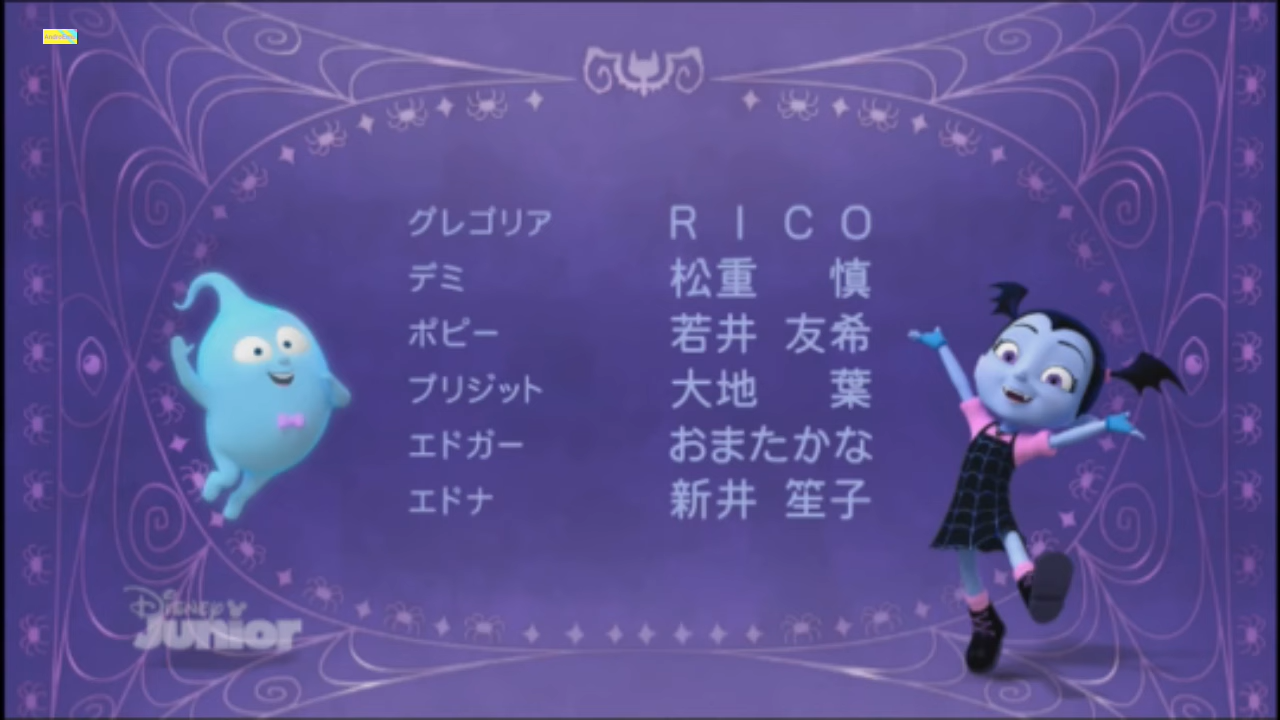 グレゴリア RICO
デミ 松重 慎
ポピー 若井 友希
ブリジット 大地 葉
エドガー おまたかな
エドナ 新井 笙子
Disney Junior